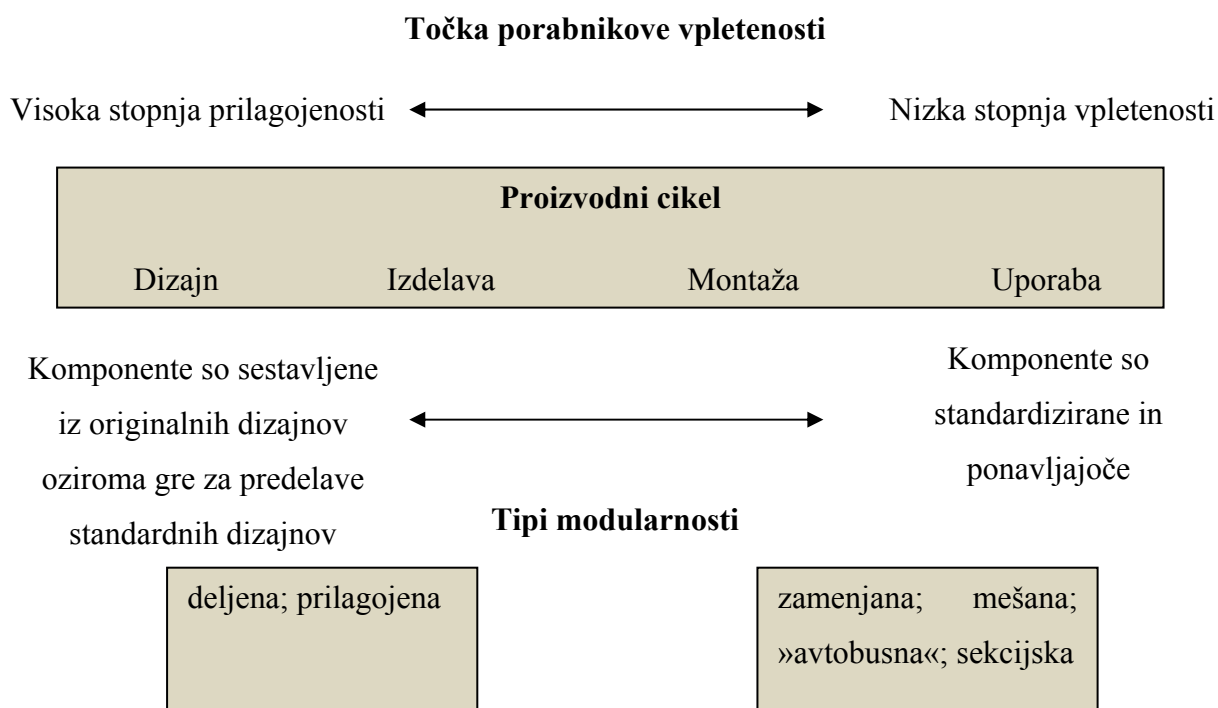 Točka porabnikove vpletenosti
Visoka stopnja prilagojenosti
Nizka stopnja vpletenosti
Proizvodni cikel
Dizajn Izdelava Montaža Uporaba
Komponente so sestavljene
iz originalnih dizajnov
oziroma gre za predelave
standardnih dizajnov
Komponente so
standardizirane in
ponavljajoče
Tipi modularnosti
deljena; prilagojena
zamenjana; mešana;
»avtobusna«; sekcijska